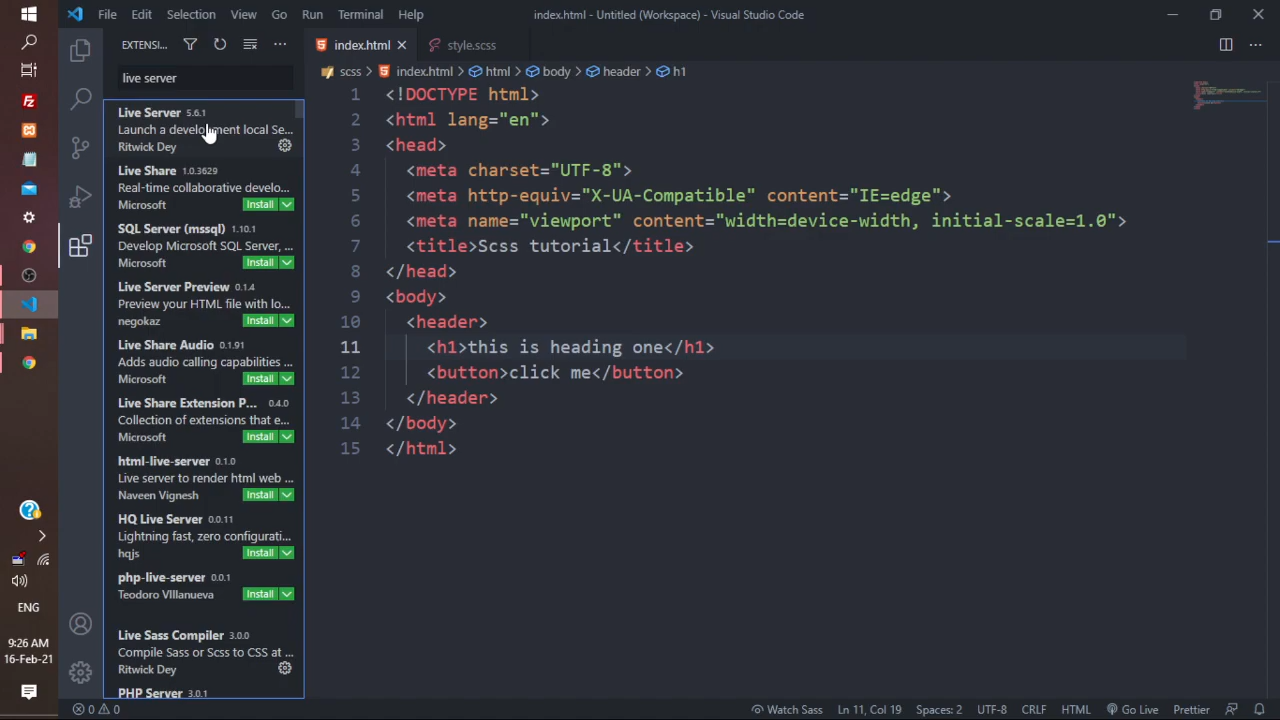 File Edit Selection View Go Run Terminal Help
index.html - Untitled (Workspace) - Visual Studio Code
EXTENSI...
index.html
style.scss
live server
scss > index.html > html > body > header > h1
Live Server 5.6.1
Launch a development local Se...
Ritwick Dey
Live Share 1.0.3629
Real-time collaborative develo...
Microsoft Install
SQL Server (mssql) 1.10.1
Develop Microsoft SQL Server, ...
Microsoft Install
Live Server Preview 0.1.4
Preview your HTML file with lo...
negokaz Install
Live Share Audio 0.1.91
Adds audio calling capabilities ...
Microsoft Install
Live Share Extension P... 0.4.0
Collection of extensions that e...
Microsoft Install
html-live-server 0.1.0
Live server to render html web ...
Naveen Vignesh Install
HQ Live Server 0.0.11
Lightning fast, zero configurati...
hqjs Install
php-live-server 0.0.1
Teodoro VIllanueva Install
Live Sass Compiler 3.0.0
Compile Sass or Scss to CSS at ...
Ritwick Dey
PHP Server 3.0.1
1 <!DOCTYPE html>
2 <html lang="en">
3 <head>
4 <meta charset="UTF-8">
5 <meta http-equiv="X-UA-Compatible" content="IE=edge">
6 <meta name="viewport" content="width=device-width, initial-scale=1.0">
7 <title>Scss tutorial</title>
8 </head>
9 <body>
10 <header>
11 <h1>this is heading one</h1>
12 <button>click me</button>
13 </header>
14 </body>
15 </html>
ENG
9:26 AM
16-Feb-21
0 0
Watch Sass Ln 11, Col 19 Spaces: 2 UTF-8 CRLF HTML Go Live Prettier